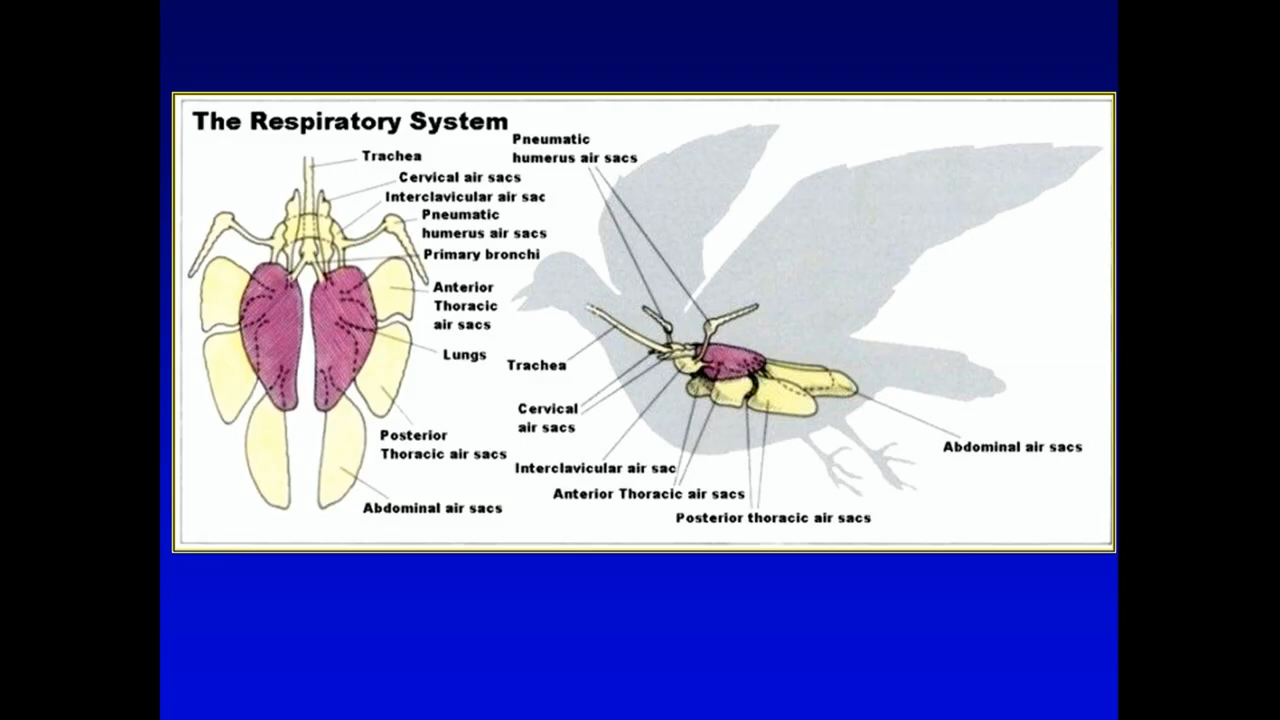 The Respiratory System
Trachea
Cervical air sacs
Interclavicular air sac
Pneumatic
humerus air sacs
Primary bronchi
Anterior
Thoracic
air sacs
Lungs
Posterior
Thoracic air sacs
Abdominal air sacs
Pneumatic
humerus air sacs
Trachea
Cervical
air sacs
Interclavicular air sac
Anterior Thoracic air sacs
Posterior thoracic air sacs
Abdominal air sacs